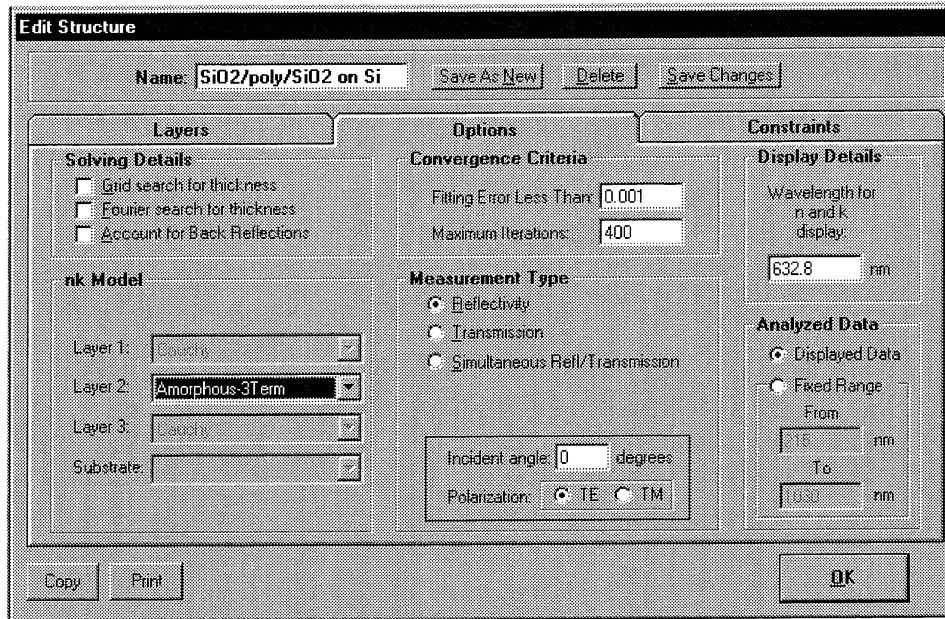 Edit Structure
Name: SiO2/poly/SiO2 on Si Save As New Delete Save Changes
Layers Options Constraints
Solving Details
Grid search for thickness
Fourier search for thickness
Account for Back Reflections
Convergence Criteria
Fitting Error Less Than: 0.001
Maximum Iterations: 400
Display Details
Wavelength for
n and k
display:
632.8 nm
nk Model
Layer 1: Cauchy
Layer 2: Amorphous-3Term
Layer 3: Cauchy
Substrate:
Measurement Type
Reflectivity
Transmission
Simultaneous Refl/Transmission
Incident angle: 0 degrees
Polarization: TE TM
Analyzed Data
Displayed Data
Fixed Range
From
nm
To
1030 nm
Copy Print OK